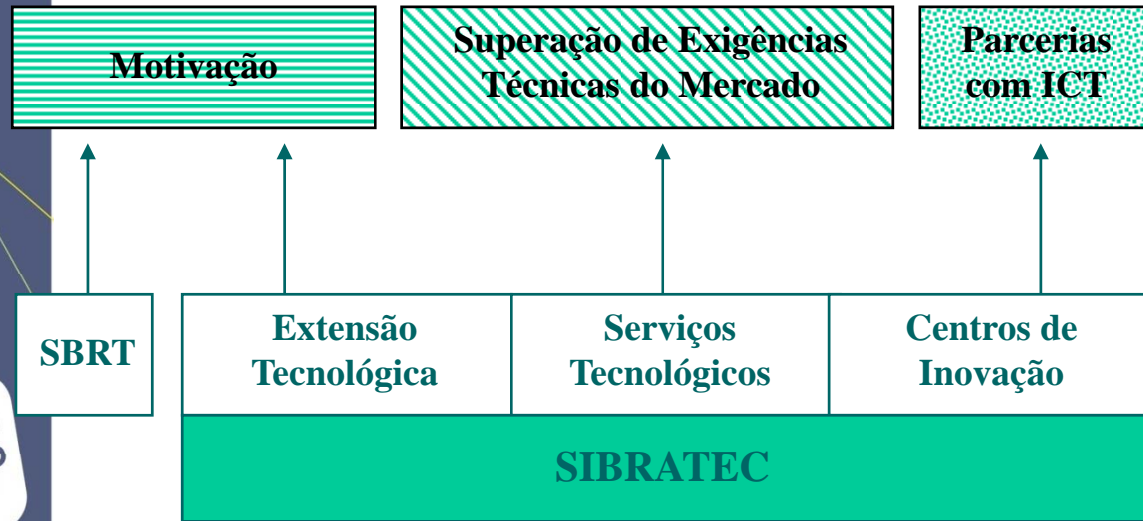 Motivação
Superação de Exigências
Técnicas do Mercado
Parcerias
com ICT
SBRT
Extensão
Tecnológica
Serviços
Tecnológicos
Centros de
Inovação
SIBRATEC